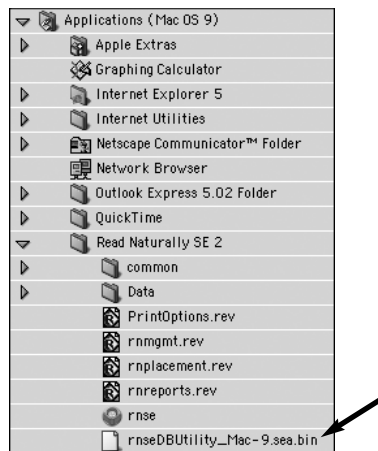 Applications (Mac OS 9)
Apple Extras
Graphing Calculator
Internet Explorer 5
Internet Utilities
Netscape Communicator™ Folder
Network Browser
Outlook Express 5.02 Folder
QuickTime
Read Naturally SE 2
common
Data
PrintOptions.rev
rnmgmt.rev
rnplacement.rev
rnreports.rev
rnse
rnseDBUtility_Mac-9.sea.bin